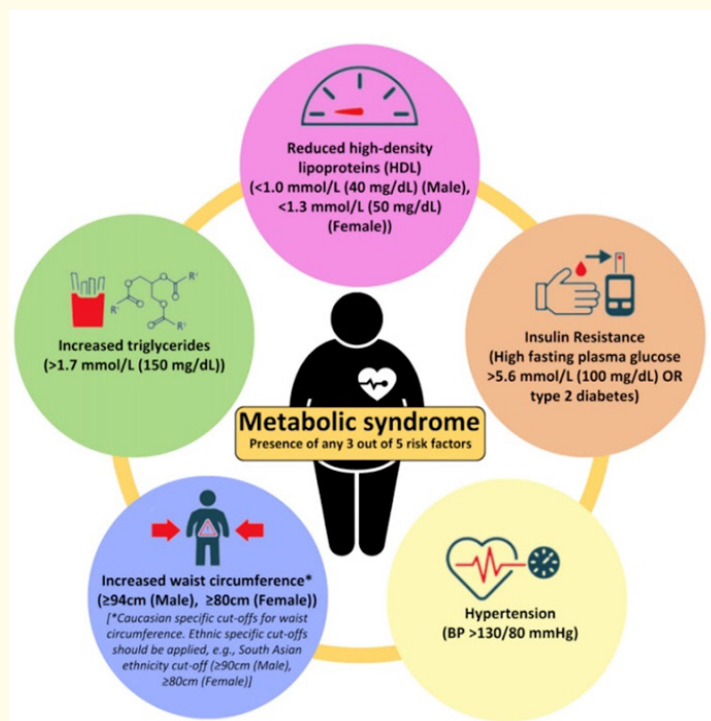 Reduced high-density
lipoproteins (HDL)
(<1.0 mmol/L (40 mg/dL) (Male),
<1.3 mmol/L (50 mg/dL)
(Female))
R'
R'
R'
O
O
O
O
O
O
Increased triglycerides
(>1.7 mmol/L (150 mg/dL))
Insulin Resistance
(High fasting plasma glucose
>5.6 mmol/L (100 mg/dL) OR
type 2 diabetes)
Metabolic syndrome
Presence of any 3 out of 5 risk factors
Increased waist circumference*
(≥94cm (Male), ≥80cm (Female))
[*Caucasian specific cut-offs for waist
circumference. Ethnic specific cut-offs
should be applied, e.g., South Asian
ethnicity cut-off (≥90cm (Male),
≥80cm (Female)]
Hypertension
(BP >130/80 mmHg)